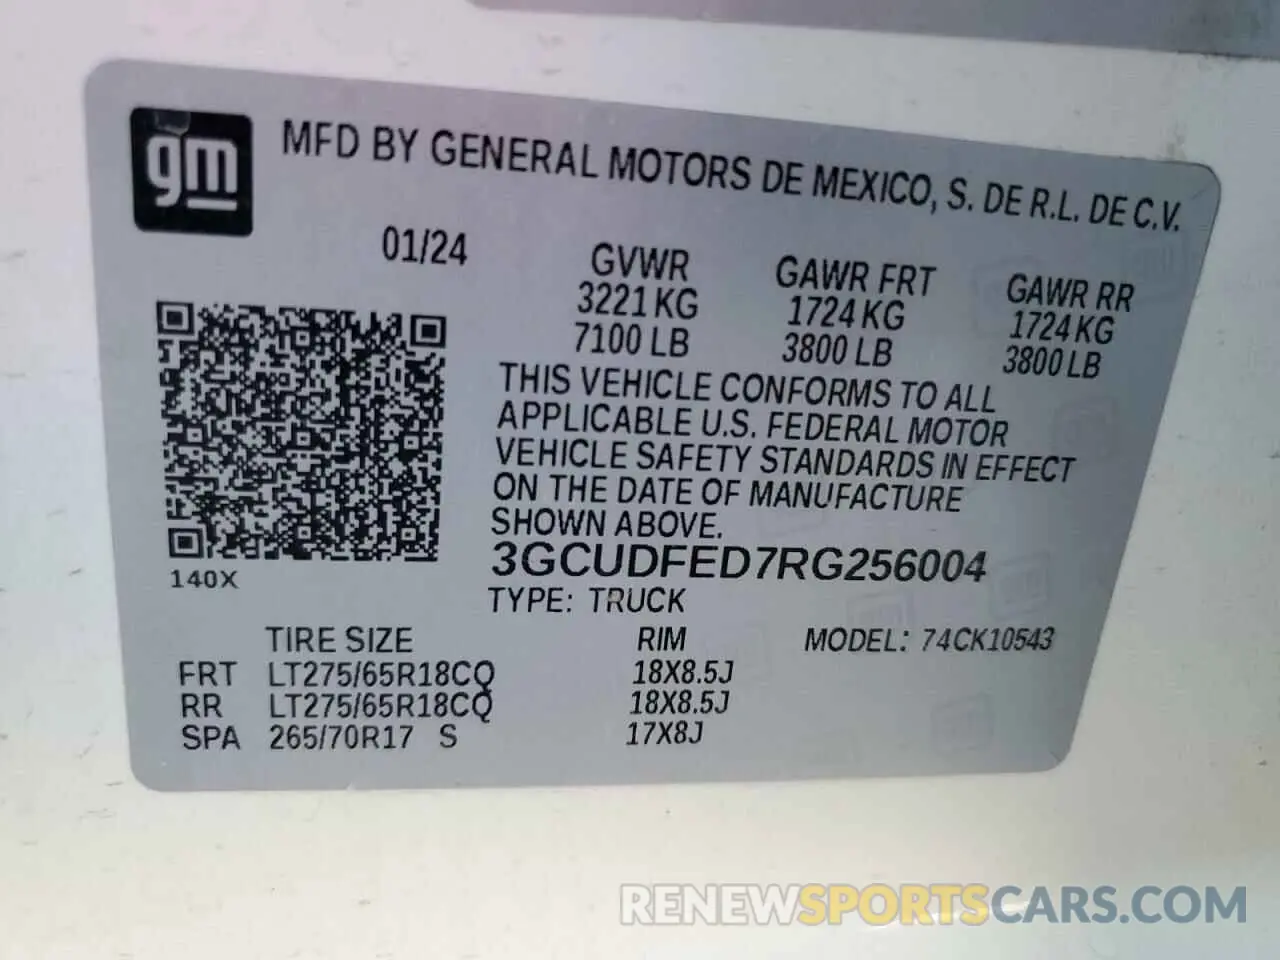 gm
MFD BY GENERAL MOTORS DE MEXICO, S. DE R.L. DE C.V.
01/24
GVWR
3221 KG
7100 LB
GAWR FRT
1724 KG
3800 LB
GAWR RR
1724 KG
3800 LB
THIS VEHICLE CONFORMS TO ALL
APPLICABLE U.S. FEDERAL MOTOR
VEHICLE SAFETY STANDARDS IN EFFECT
ON THE DATE OF MANUFACTURE
SHOWN ABOVE.
3GCUDFED7RG256004
140X
TYPE: TRUCK
TIRE SIZE RIM MODEL: 74CK10543
FRT LT275/65R18CQ 18X8.5J
RR LT275/65R18CQ 18X8.5J
SPA 265/70R17 S 17X8J
RENEWSPORTSCARS.COM